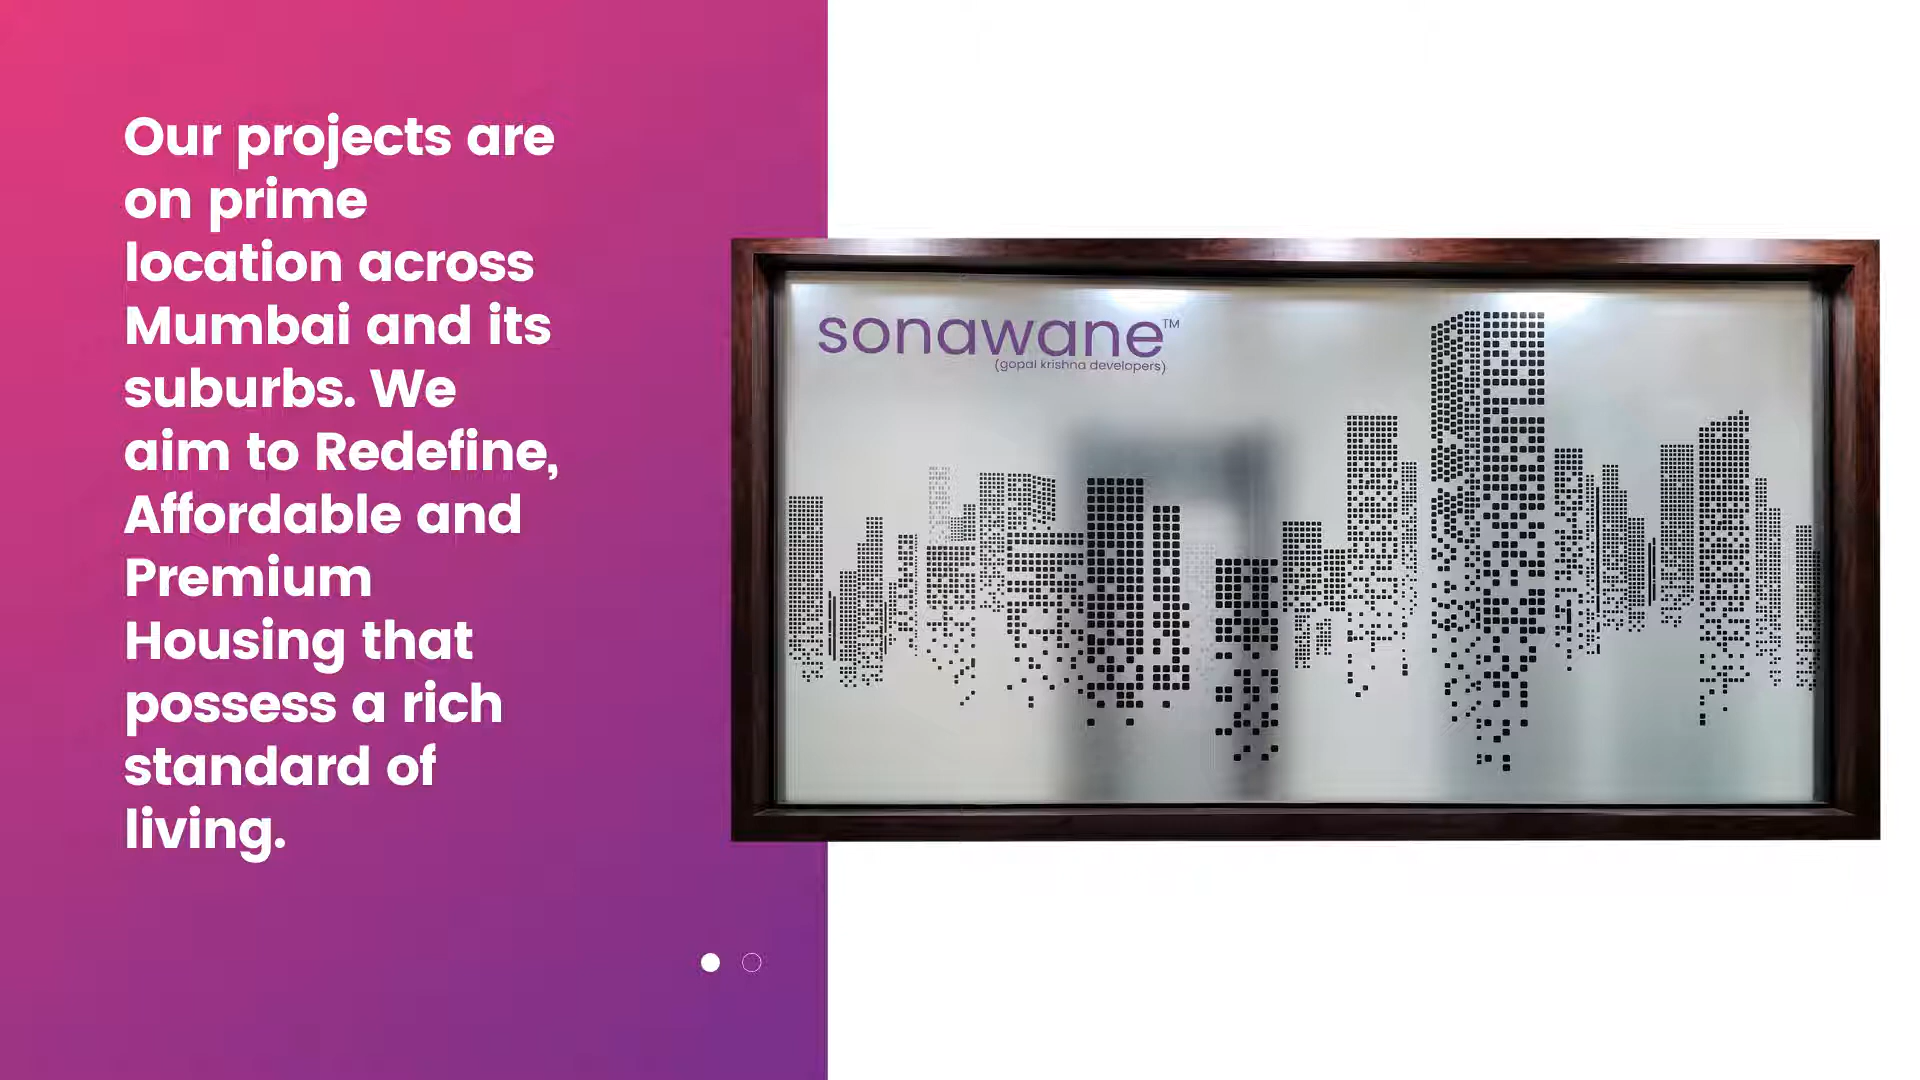 Our projects are
on prime
location across
Mumbai and its
suburbs. We
aim to Redefine,
Affordable and
Premium
Housing that
possess a rich
standard of
living.
sonawane™
(gopal krishna developers)